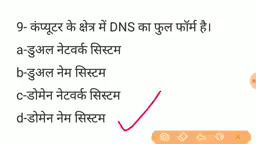 9- कंप्यूटर के क्षेत्र में DNS का फुल फॉर्म है।
a-डुअल नेटवर्क सिस्टम
b-डुअल नेम सिस्टम
c-डोमेन नेटवर्क सिस्टम
d-डोमेन नेम सिस्टम